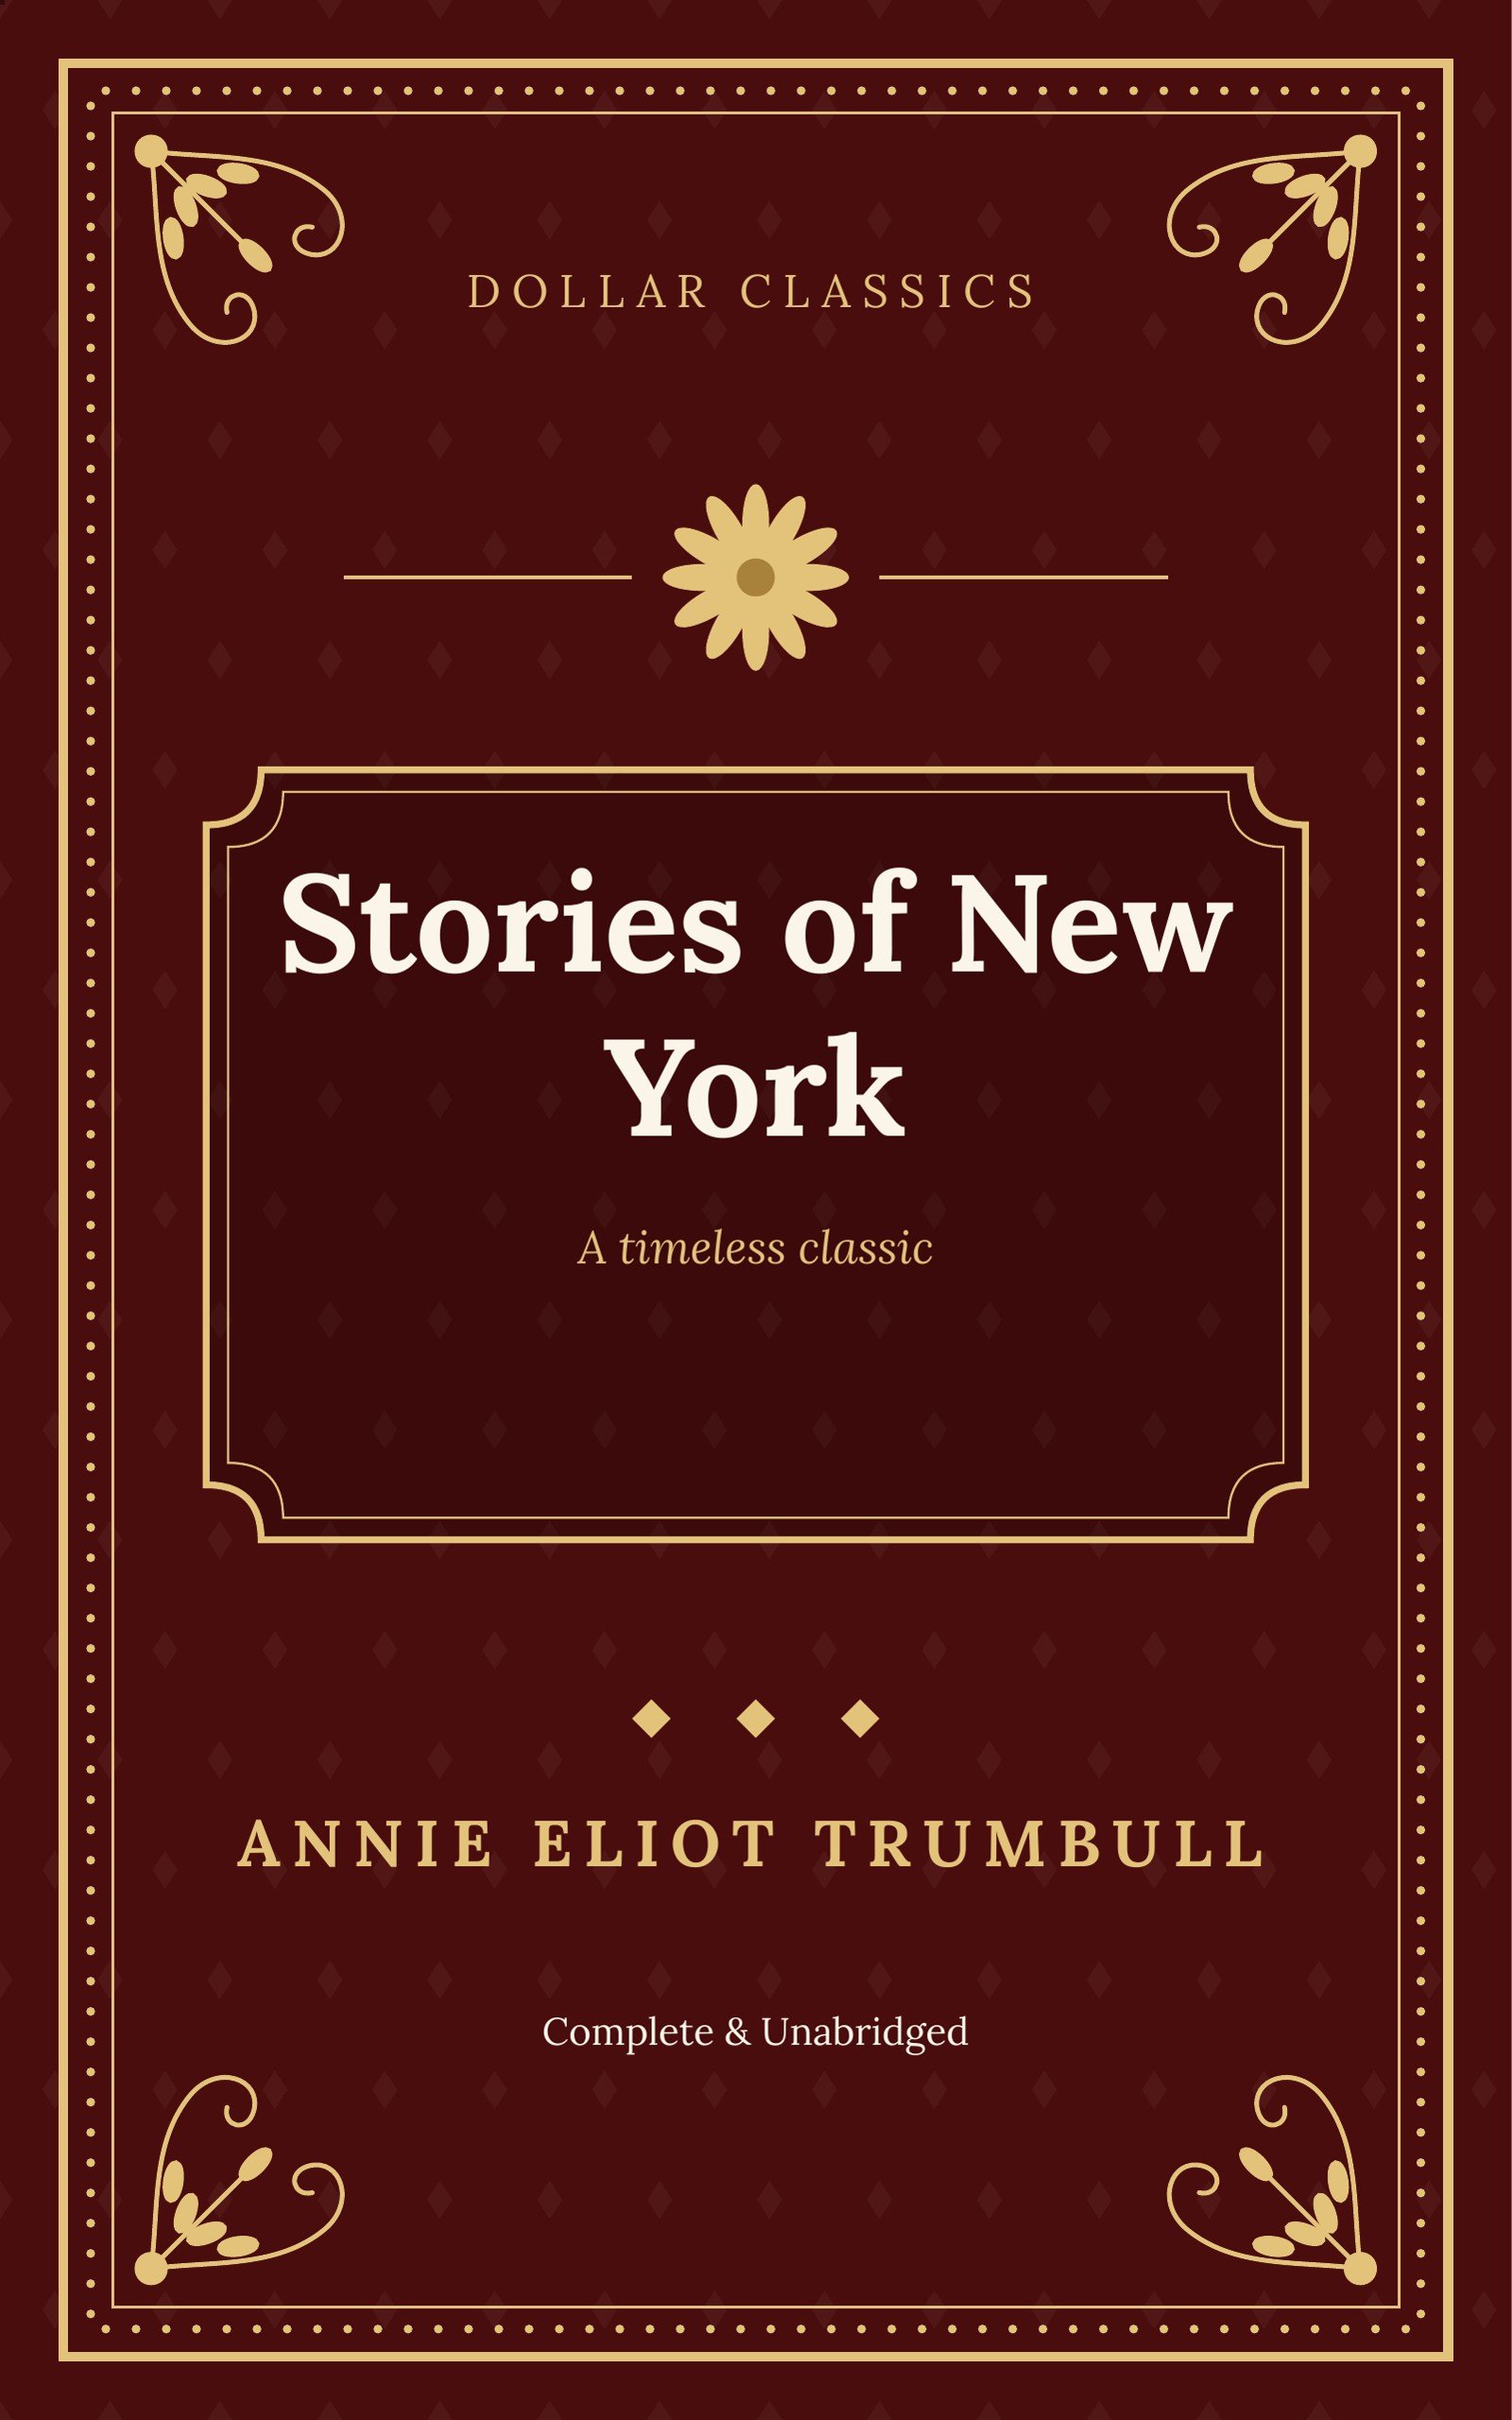 DOLLAR CLASSICS
Stories of New
York
A timeless classic
ANNIE ELIOT TRUMBULL
Complete & Unabridged